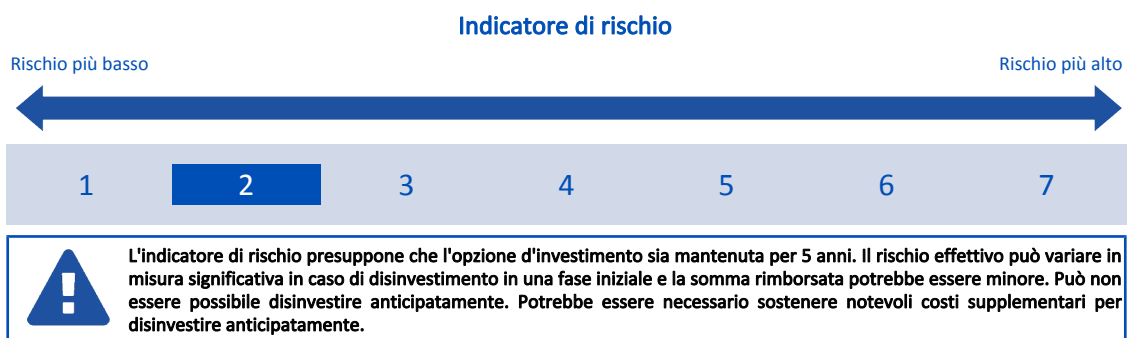 Indicatore di rischio
Rischio più basso
Rischio più alto
1 2 3 4 5 6 7
L'indicatore di rischio presuppone che l'opzione d'investimento sia mantenuta per 5 anni. Il rischio effettivo può variare in
misura significativa in caso di disinvestimento in una fase iniziale e la somma rimborsata potrebbe essere minore. Può non
essere possibile disinvestire anticipatamente. Potrebbe essere necessario sostenere notevoli costi supplementari per
disinvestire anticipatamente.